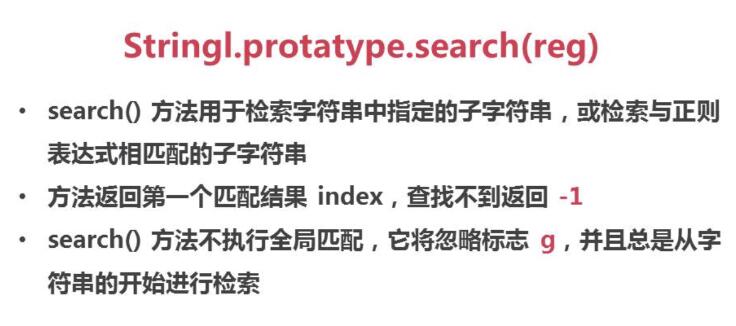 Stringl.protatype.search(reg)
• search() 方法用于检索字符串中指定的子字符串，或检索与正则
表达式相匹配的子字符串
• 方法返回第一个匹配结果 index，查找不到返回 -1
• search() 方法不执行全局匹配，它将忽略标志 g，并且总是从字
符串的开始进行检索